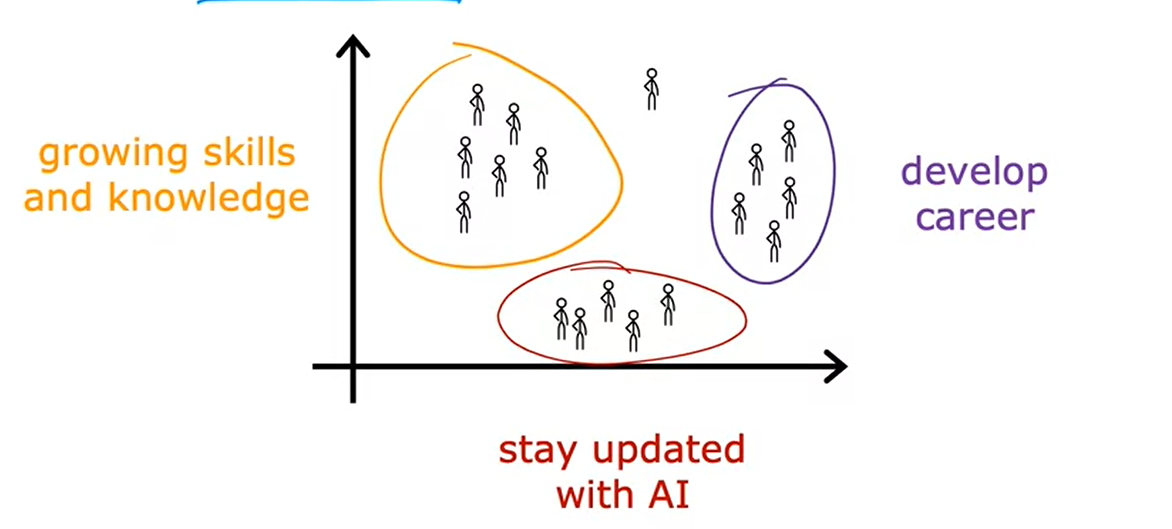 growing skills
and knowledge
develop
career
stay updated
with AI